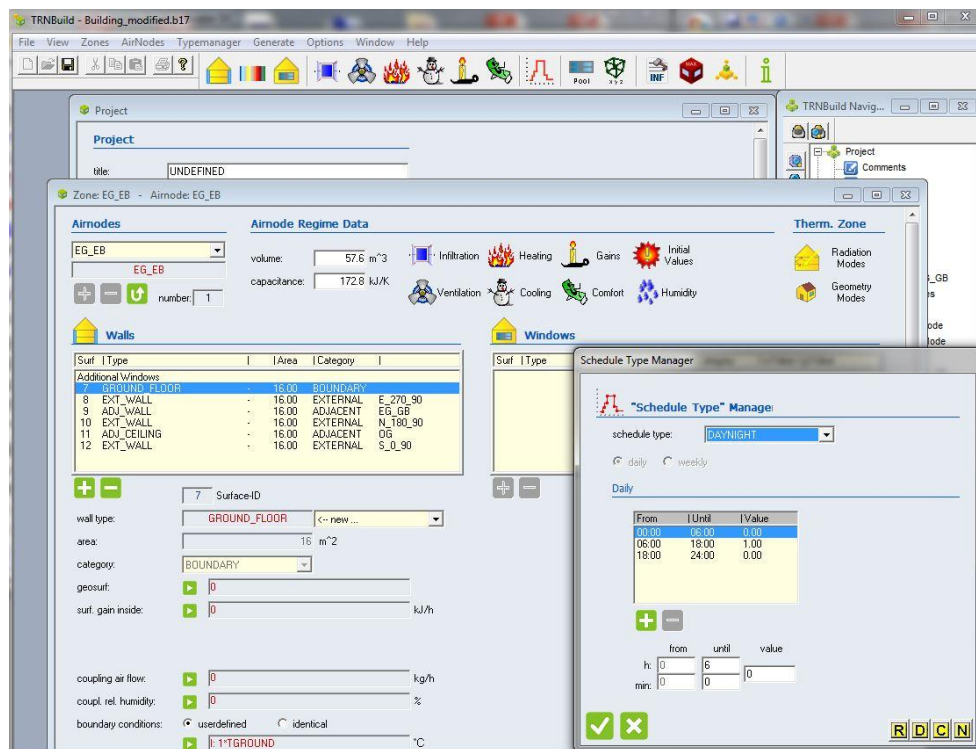 TRNBuild - Building_modified.b17
File View Zones AirNodes Typemanager Generate Options Window Help
Pool
X y Z
INF
MAX
Project
Project
title: UNDEFINED
TRNBuild Navig...
Project
Comments
Zone: EG_EB - Airnode: EG_EB
Airnodes
EG_EB
EG_EB
number: 1
Airnode Regime Data
volume: 57.6 m^3
capacitance: 172.8 kJ/K
Infiltration Heating Gains Initial Values
Ventilation Cooling Comfort Humidity
Therm. Zone
Radiation Modes
Geometry Modes
Walls
Surf | Type | | Area | Category |
Additional Windows
7 GROUND_FLOOR - 16.00 BOUNDARY
8 EXT_WALL - 16.00 EXTERNAL E_270_90
9 ADJ_WALL - 16.00 ADJACENT EG_GB
10 EXT_WALL - 16.00 EXTERNAL N_180_90
11 ADJ_CEILING - 16.00 ADJACENT OG
12 EXT_WALL - 16.00 EXTERNAL S_0_90
7 Surface-ID
wall type: GROUND_FLOOR <-- new ...
area: 16 m^2
category: BOUNDARY
geosurf: 0
surf. gain inside: 0 kJ/h
coupling air flow: 0 kg/h
coupl. rel. humidity: 0 %
boundary conditions: userdefined identical
I: 1*TGROUND °C
Windows
Surf | Type
Schedule Type Manager
"Schedule Type" Manager
schedule type: DAYNIGHT
daily weekly
Daily
From | Until | Value
00:00 06:00 0.00
06:00 18:00 1.00
18:00 24:00 0.00
from until value
h: 0 6 0
min: 0 0
R D C N